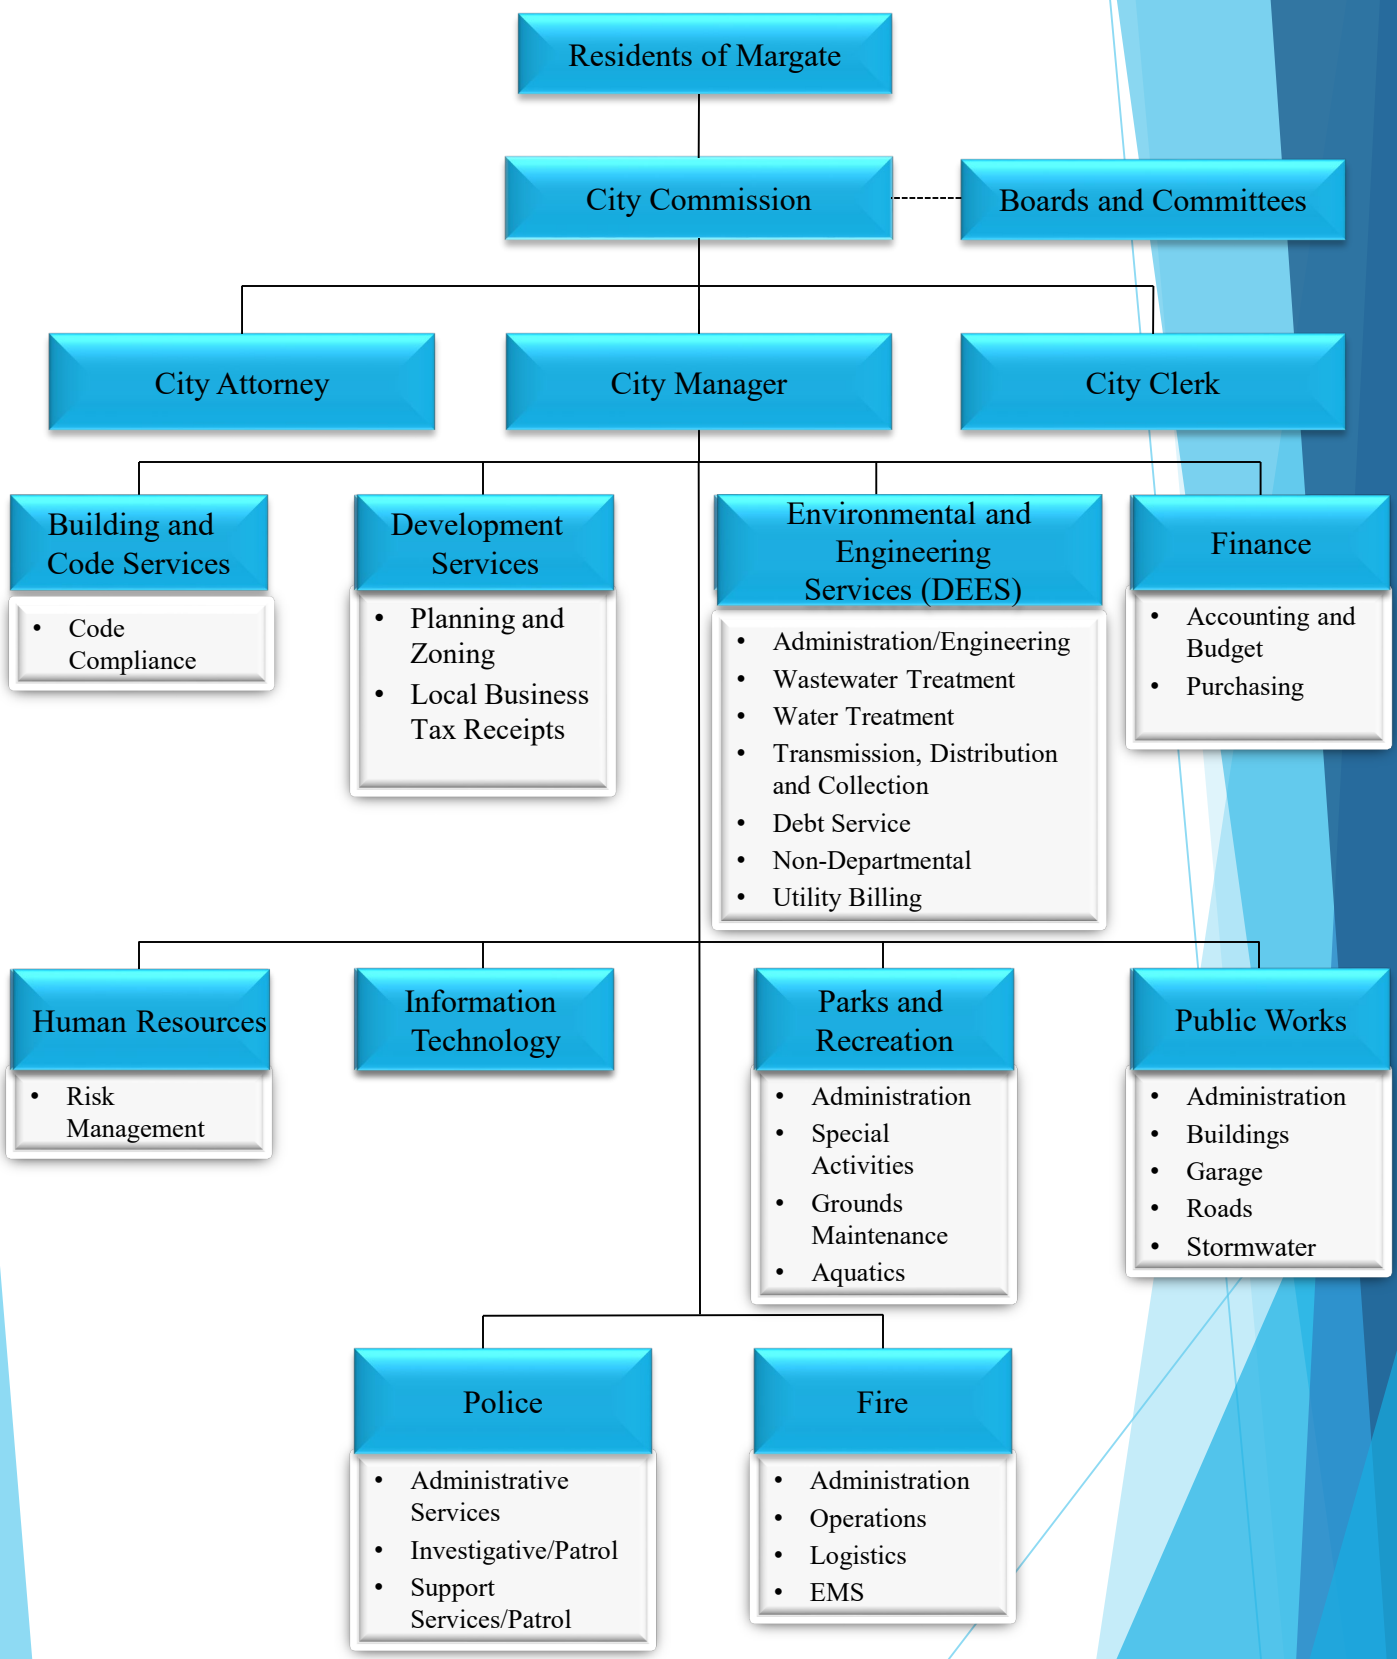 Residents of Margate
City Commission
Boards and Committees
City Attorney
City Manager
City Clerk
Building and
Code Services
• Code
Compliance
Development
Services
• Planning and
Zoning
• Local Business
Tax Receipts
Environmental and
Engineering
Services (DEES)
• Administration/Engineering
• Wastewater Treatment
• Water Treatment
• Transmission, Distribution
and Collection
• Debt Service
• Non-Departmental
• Utility Billing
Finance
• Accounting and
Budget
• Purchasing
Human Resources
• Risk
Management
Information
Technology
Parks and
Recreation
• Administration
• Special
Activities
• Grounds
Maintenance
• Aquatics
Public Works
• Administration
• Buildings
• Garage
• Roads
• Stormwater
Police
• Administrative
Services
• Investigative/Patrol
• Support
Services/Patrol
Fire
• Administration
• Operations
• Logistics
• EMS